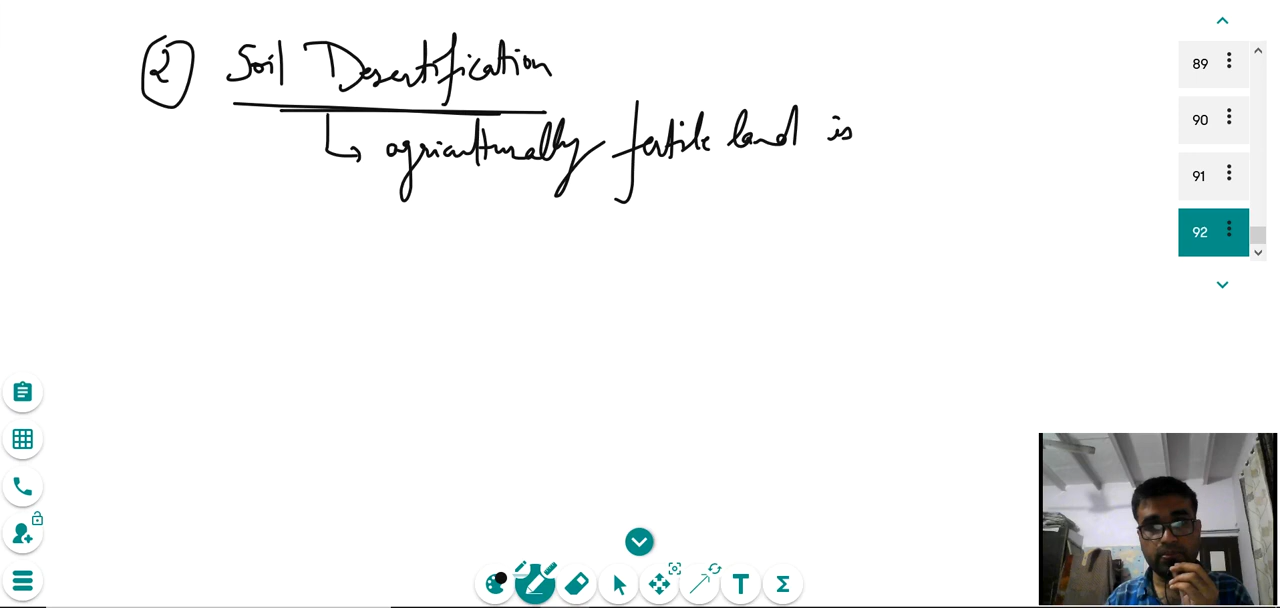 ② Soil Desertification
↳ agriculturally fertile land is
89
90
91
92
T
Σ